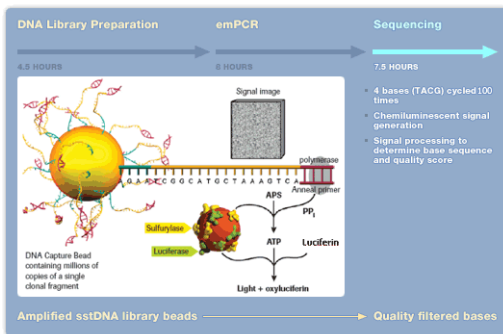 DNA Library Preparation
emPCR
Sequencing
4.5 HOURS
8 HOURS
7.5 HOURS
4 bases (TACG) cycled 100
times
Chemiluminescent signal
generation
Signal processing to
determine base sequence
and quality score
Signal image
polymerase
Anneal primer
APS
PPi
Sulfurylase
Luciferase
ATP
Luciferin
DNA Capture Bead
containing millions of
copies of a single
clonal fragment
Light + oxyluciferin
Amplified sstDNA library beads
Quality filtered bases